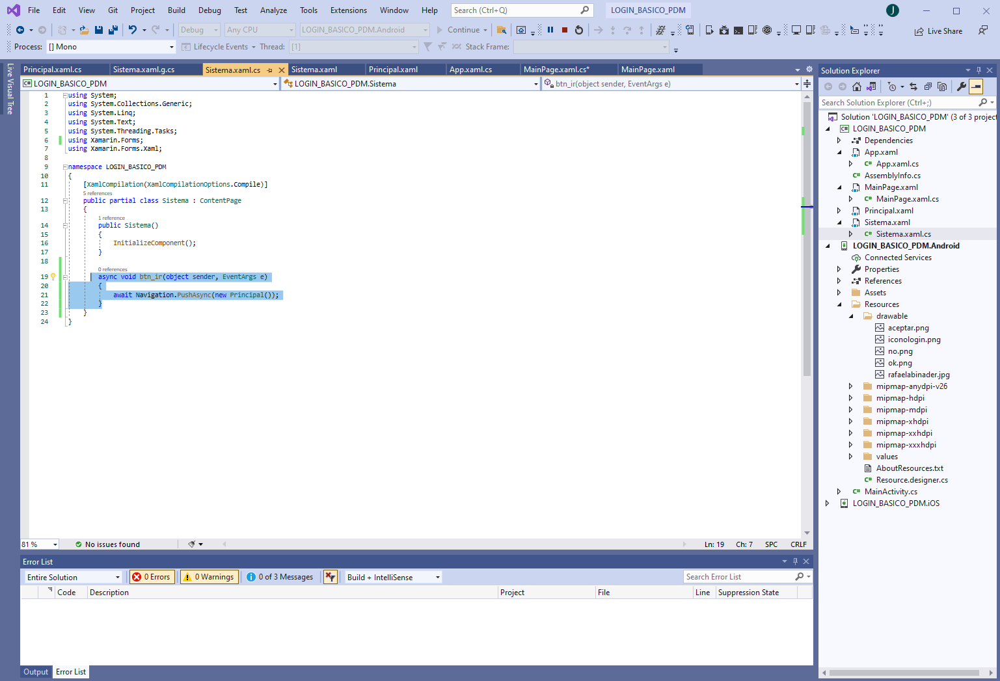 File Edit View Git Project Build Debug Test Analyze Tools Extensions Window Help Search (Ctrl+Q) LOGIN_BASICO_PDM J
Debug Any CPU LOGIN_BASICO_PDM.Android Continue Live Share
Process: [] Mono Lifecycle Events Thread: [1] Stack Frame:
Live Visual Tree
Principal.xaml.cs Sistema.xaml.g.cs Sistema.xaml.cs Sistema.xaml Principal.xaml App.xaml.cs MainPage.xaml.cs* MainPage.xaml
LOGIN_BASICO_PDM LOGIN_BASICO_PDM.Sistema btn_ir(object sender, EventArgs e)
1 using System;
2 using System.Collections.Generic;
3 using System.Linq;
4 using System.Text;
5 using System.Threading.Tasks;
6 using Xamarin.Forms;
7 using Xamarin.Forms.Xaml;
8
9 namespace LOGIN_BASICO_PDM
10 {
11 [XamlCompilation(XamlCompilationOptions.Compile)]
5 references
12 public partial class Sistema : ContentPage
13 {
1 reference
14 public Sistema()
15 {
16 InitializeComponent();
17 }
18
0 references
19 async void btn_ir(object sender, EventArgs e)
20 {
21 await Navigation.PushAsync(new Principal());
22 }
23 }
24 }
81 % No issues found Ln: 19 Ch: 7 SPC CRLF
Error List
Entire Solution 0 Errors 0 Warnings 0 of 3 Messages Build + IntelliSense Search Error List
Code Description Project File Line Suppression State
Output Error List
Solution Explorer
Search Solution Explorer (Ctrl+;)
Solution 'LOGIN_BASICO_PDM' (3 of 3 project
LOGIN_BASICO_PDM
Dependencies
App.xaml
App.xaml.cs
AssemblyInfo.cs
MainPage.xaml
MainPage.xaml.cs
Principal.xaml
Sistema.xaml
Sistema.xaml.cs
LOGIN_BASICO_PDM.Android
Connected Services
Properties
References
Assets
Resources
drawable
aceptar.png
iconologin.png
no.png
ok.png
rafaelabinader.jpg
mipmap-anydpi-v26
mipmap-hdpi
mipmap-mdpi
mipmap-xhdpi
mipmap-xxhdpi
mipmap-xxxhdpi
values
AboutResources.txt
Resource.designer.cs
MainActivity.cs
LOGIN_BASICO_PDM.iOS